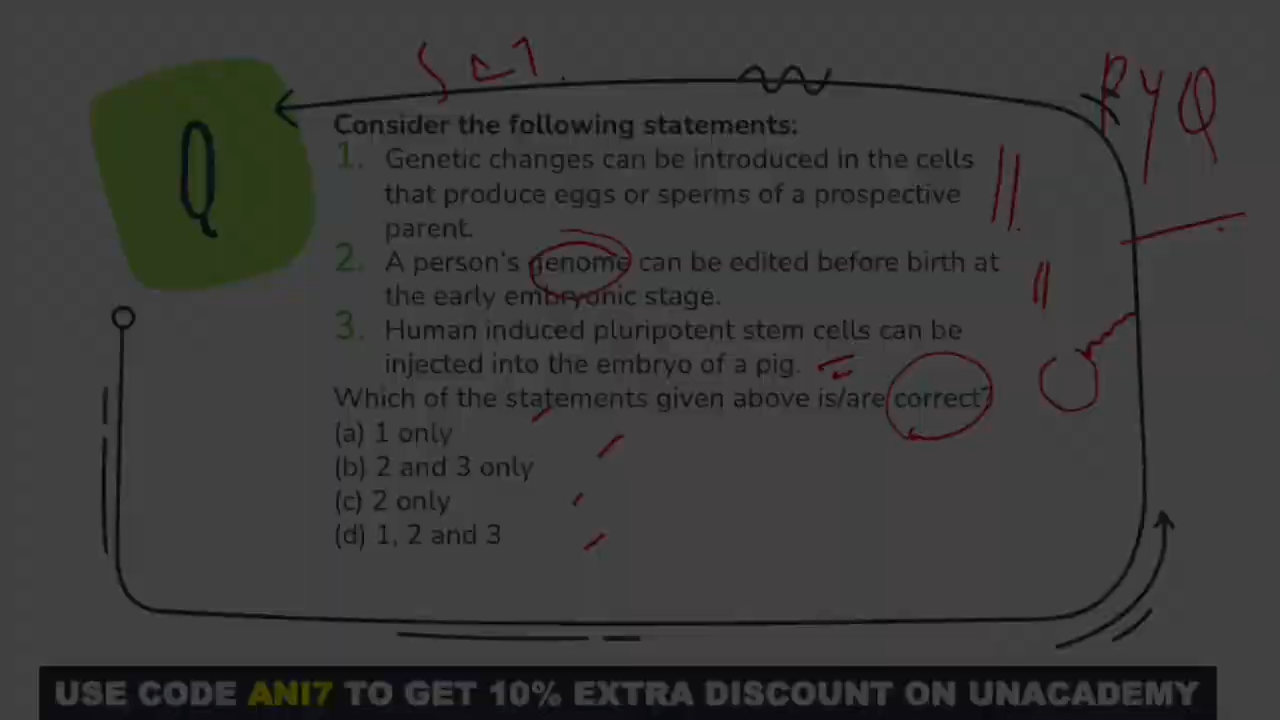 S &T
PYQ
Q
Consider the following statements:
1. Genetic changes can be introduced in the cells
that produce eggs or sperms of a prospective
parent.
2. A person's genome can be edited before birth at
the early embryonic stage.
3. Human induced pluripotent stem cells can be
injected into the embryo of a pig.
Which of the statements given above is/are correct?
(a) 1 only
(b) 2 and 3 only
(c) 2 only
(d) 1, 2 and 3
USE CODE ANI7 TO GET 10% EXTRA DISCOUNT ON UNACADEMY